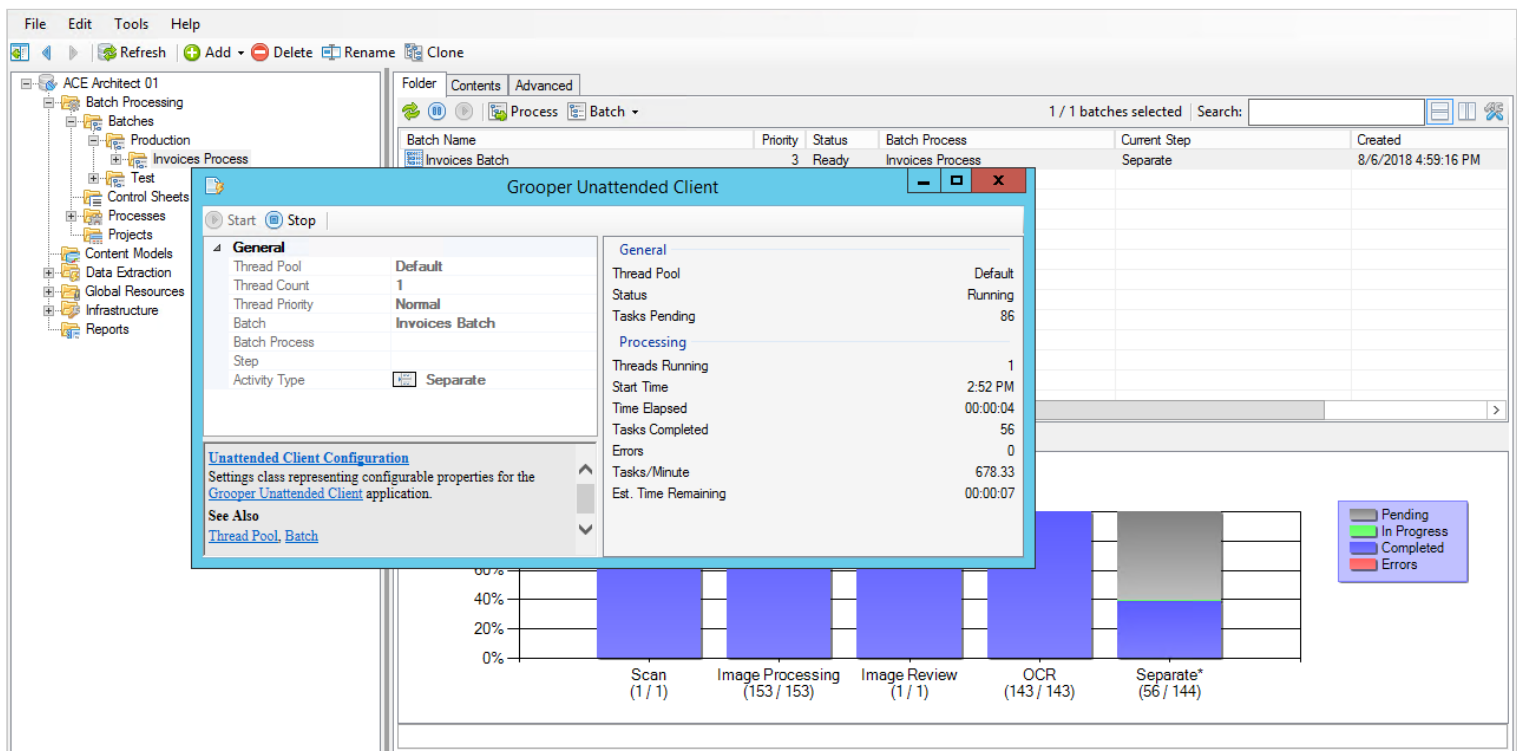 File Edit Tools Help
Refresh Add Delete Rename Clone
ACE Architect 01
Batch Processing
Batches
Production
Invoices Process
Test
Control Sheets
Processes
Projects
Content Models
Data Extraction
Global Resources
Infrastructure
Reports
Folder Contents Advanced
Process Batch 1 / 1 batches selected Search:
Batch Name Priority Status Batch Process Current Step Created
Invoices Batch 3 Ready Invoices Process Separate 8/6/2018 4:59:16 PM
Grooper Unattended Client
Start Stop
General
Thread Pool Default
Thread Count 1
Thread Priority Normal
Batch Invoices Batch
Batch Process
Step
Activity Type Separate
Unattended Client Configuration
Settings class representing configurable properties for the
Grooper Unattended Client application.
See Also
Thread Pool, Batch
General
Thread Pool Default
Status Running
Tasks Pending 86
Processing
Threads Running 1
Start Time 2:52 PM
Time Elapsed 00:00:04
Tasks Completed 56
Errors 0
Tasks/Minute 678.33
Est. Time Remaining 00:00:07
Pending
In Progress
Completed
Errors
60%
40%
20%
0%
Scan Image Processing Image Review OCR Separate*
(1 / 1) (153 / 153) (1 / 1) (143 / 143) (56 / 144)